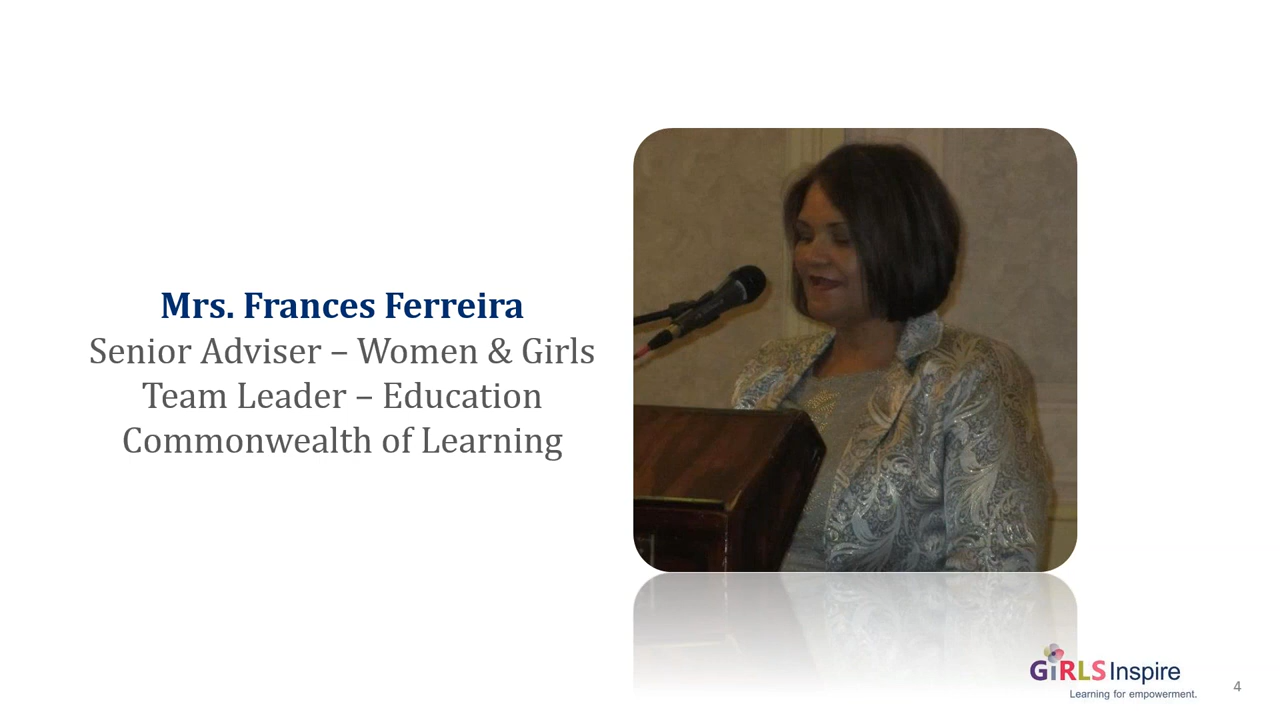 Mrs. Frances Ferreira
Senior Adviser – Women & Girls
Team Leader – Education
Commonwealth of Learning
GiRLS Inspire
Learning for empowerment.
4